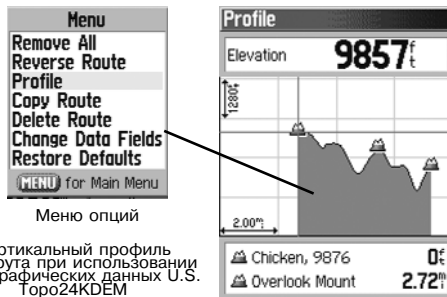 Menu
Remove All
Reverse Route
Profile
Copy Route
Delete Route
Change Data Fields
Restore Defaults
MENU for Main Menu
Меню опций
ртикальный профиль
рута при использовании
графических данных U.S.
Topo24KDEM
Profile
Elevation 9857ft
1280ft
2.00mi
Chicken, 9876 0ft
Overlook Mount 2.72mi